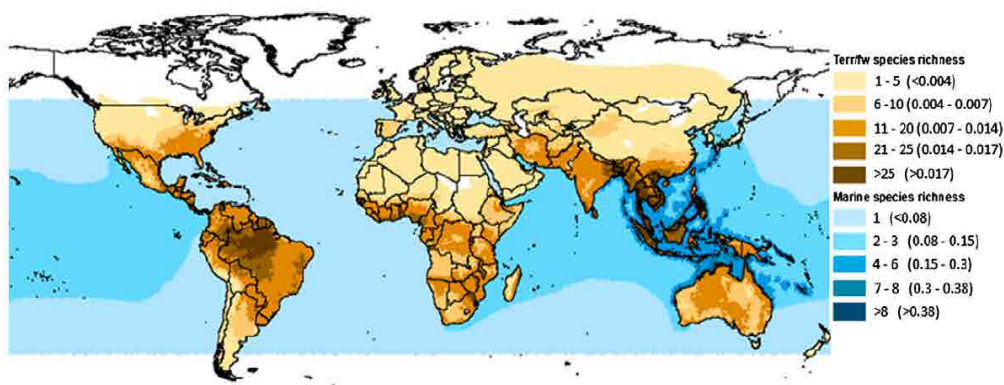 Terr/fw species richness
1 - 5 (<0.004)
6 -10 (0.004 - 0.007)
11 - 20 (0.007 - 0.014)
21 - 25 (0.014 - 0.017)
>25 (>0.017)
Marine species richness
1 (<0.08)
2 - 3 (0.08 - 0.15)
4 - 6 (0.15 - 0.3)
7 - 8 (0.3 - 0.38)
>8 (>0.38)